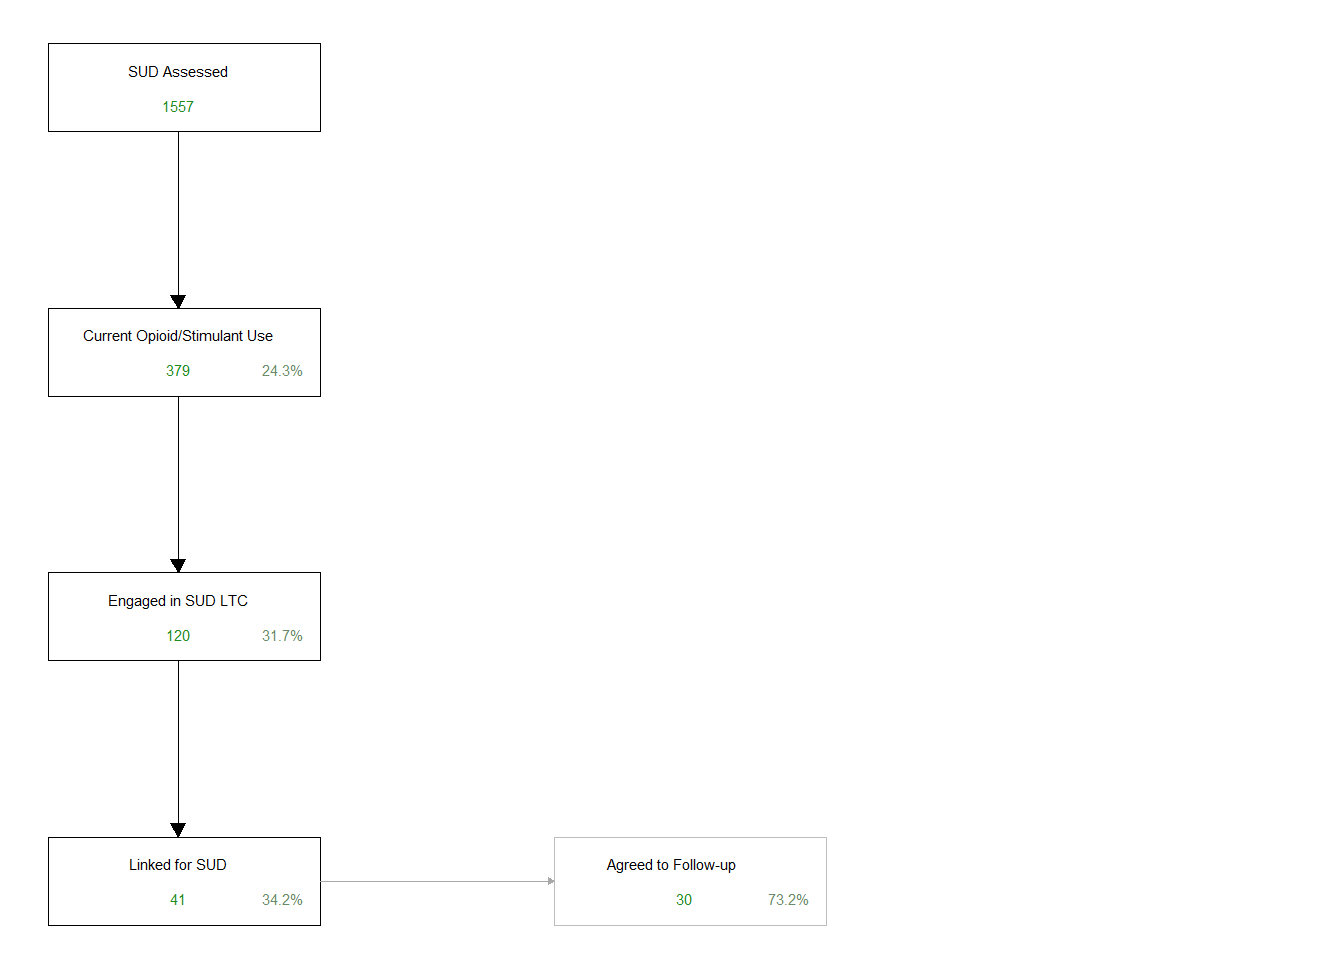 SUD Assessed
1557
Current Opioid/Stimulant Use
379 24.3%
Engaged in SUD LTC
120 31.7%
Linked for SUD
41 34.2%
Agreed to Follow-up
30 73.2%